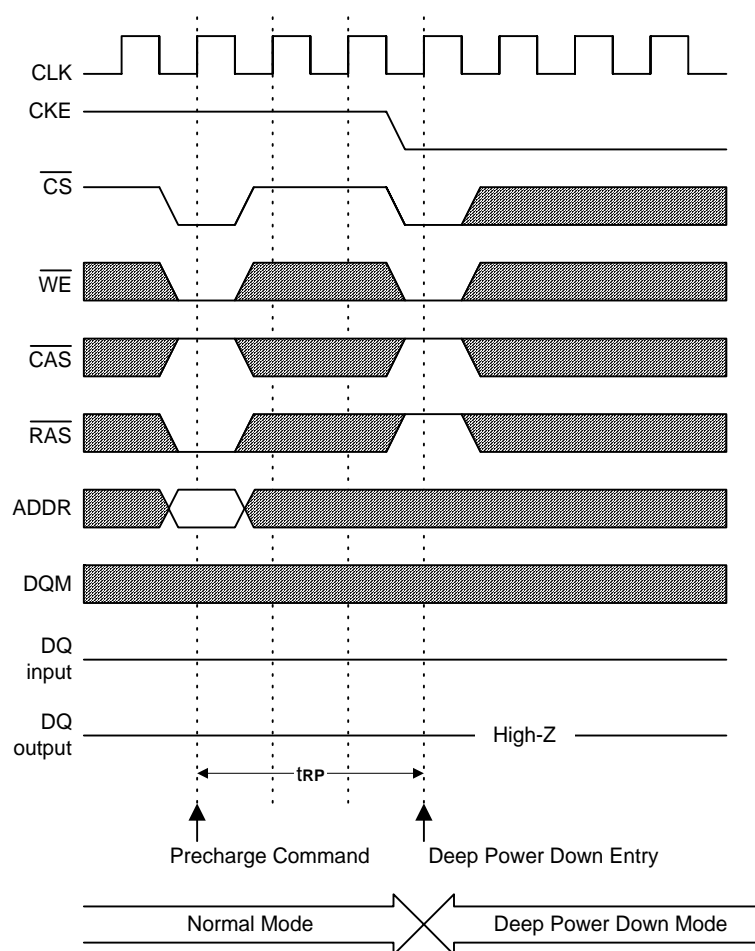 CLK
CKE
CS
WE
CAS
RAS
ADDR
DQM
DQ
input
DQ
output
High-Z
tRP
Precharge Command
Deep Power Down Entry
Normal Mode
Deep Power Down Mode